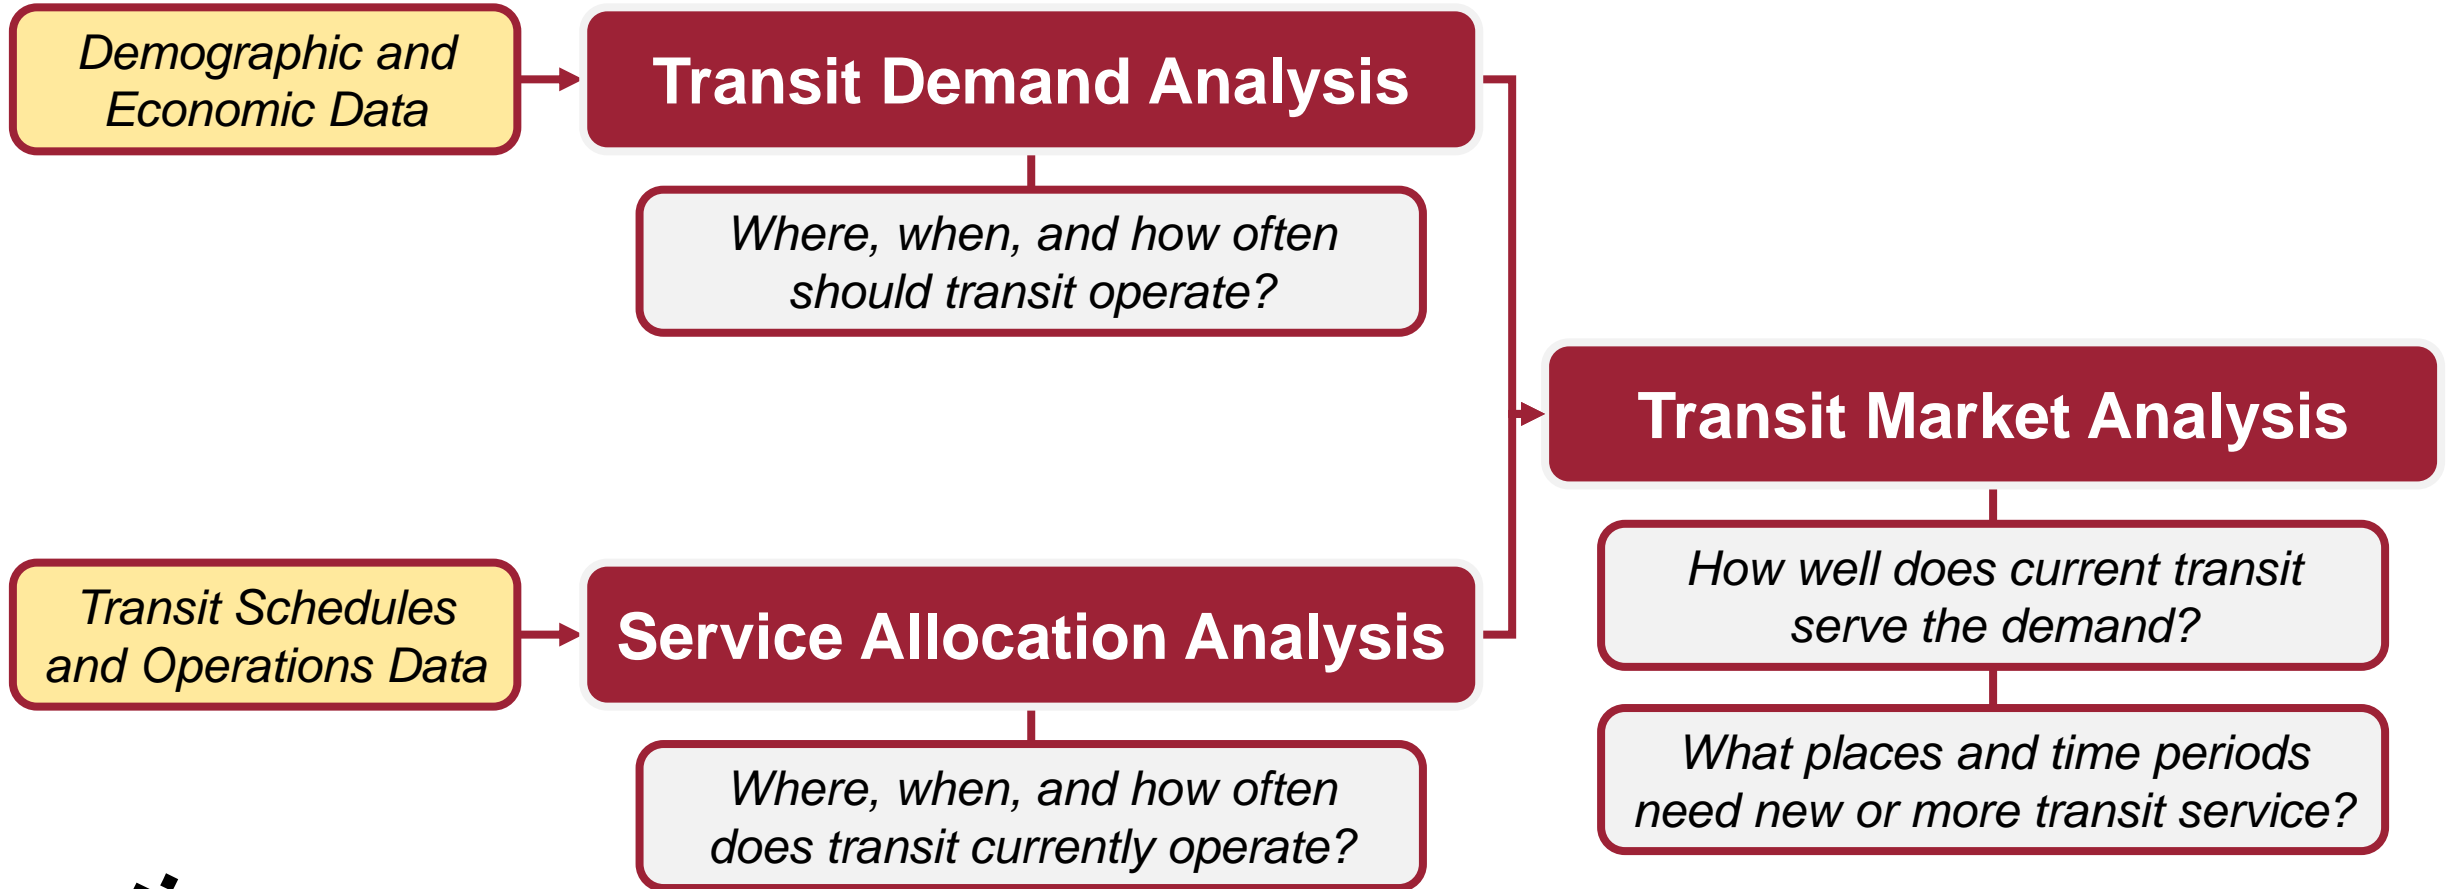 Demographic and
Economic Data
Transit Demand Analysis
Where, when, and how often
should transit operate?
Transit Market Analysis
How well does current transit
serve the demand?
What places and time periods
need new or more transit service?
Transit Schedules
and Operations Data
Service Allocation Analysis
Where, when, and how often
does transit currently operate?